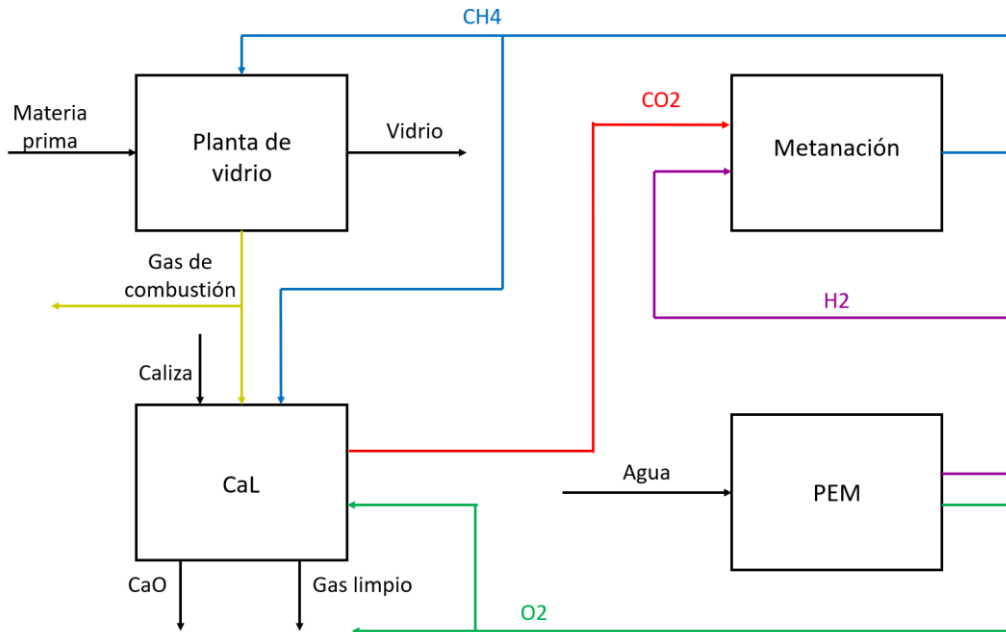 CH4
Materia
prima
Planta de
vidrio
Vidrio
CO2
Metanación
Gas de
combustión
H2
Caliza
CaL
Agua
PEM
CaO
Gas limpio
O2